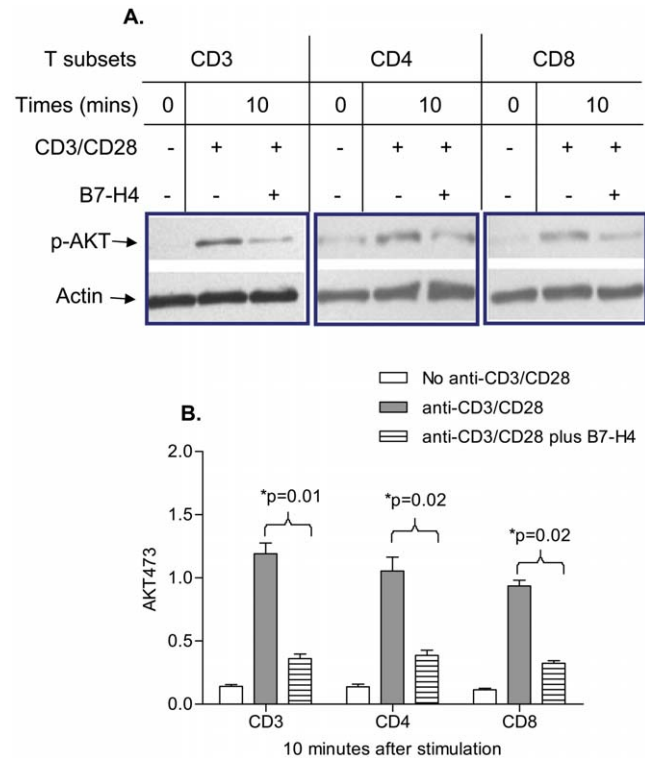 A.
T subsets CD3 CD4 CD8
Times (mins) 0 10 0 10 0 10
CD3/CD28 - + + - + + - + +
B7-H4 - - + - - + - - +
p-AKT
Actin
No anti-CD3/CD28
anti-CD3/CD28
anti-CD3/CD28 plus B7-H4
B.
2.0
1.5
1.0
0.5
0.0
AKT473
*p=0.01
*p=0.02
*p=0.02
CD3 CD4 CD8
10 minutes after stimulation